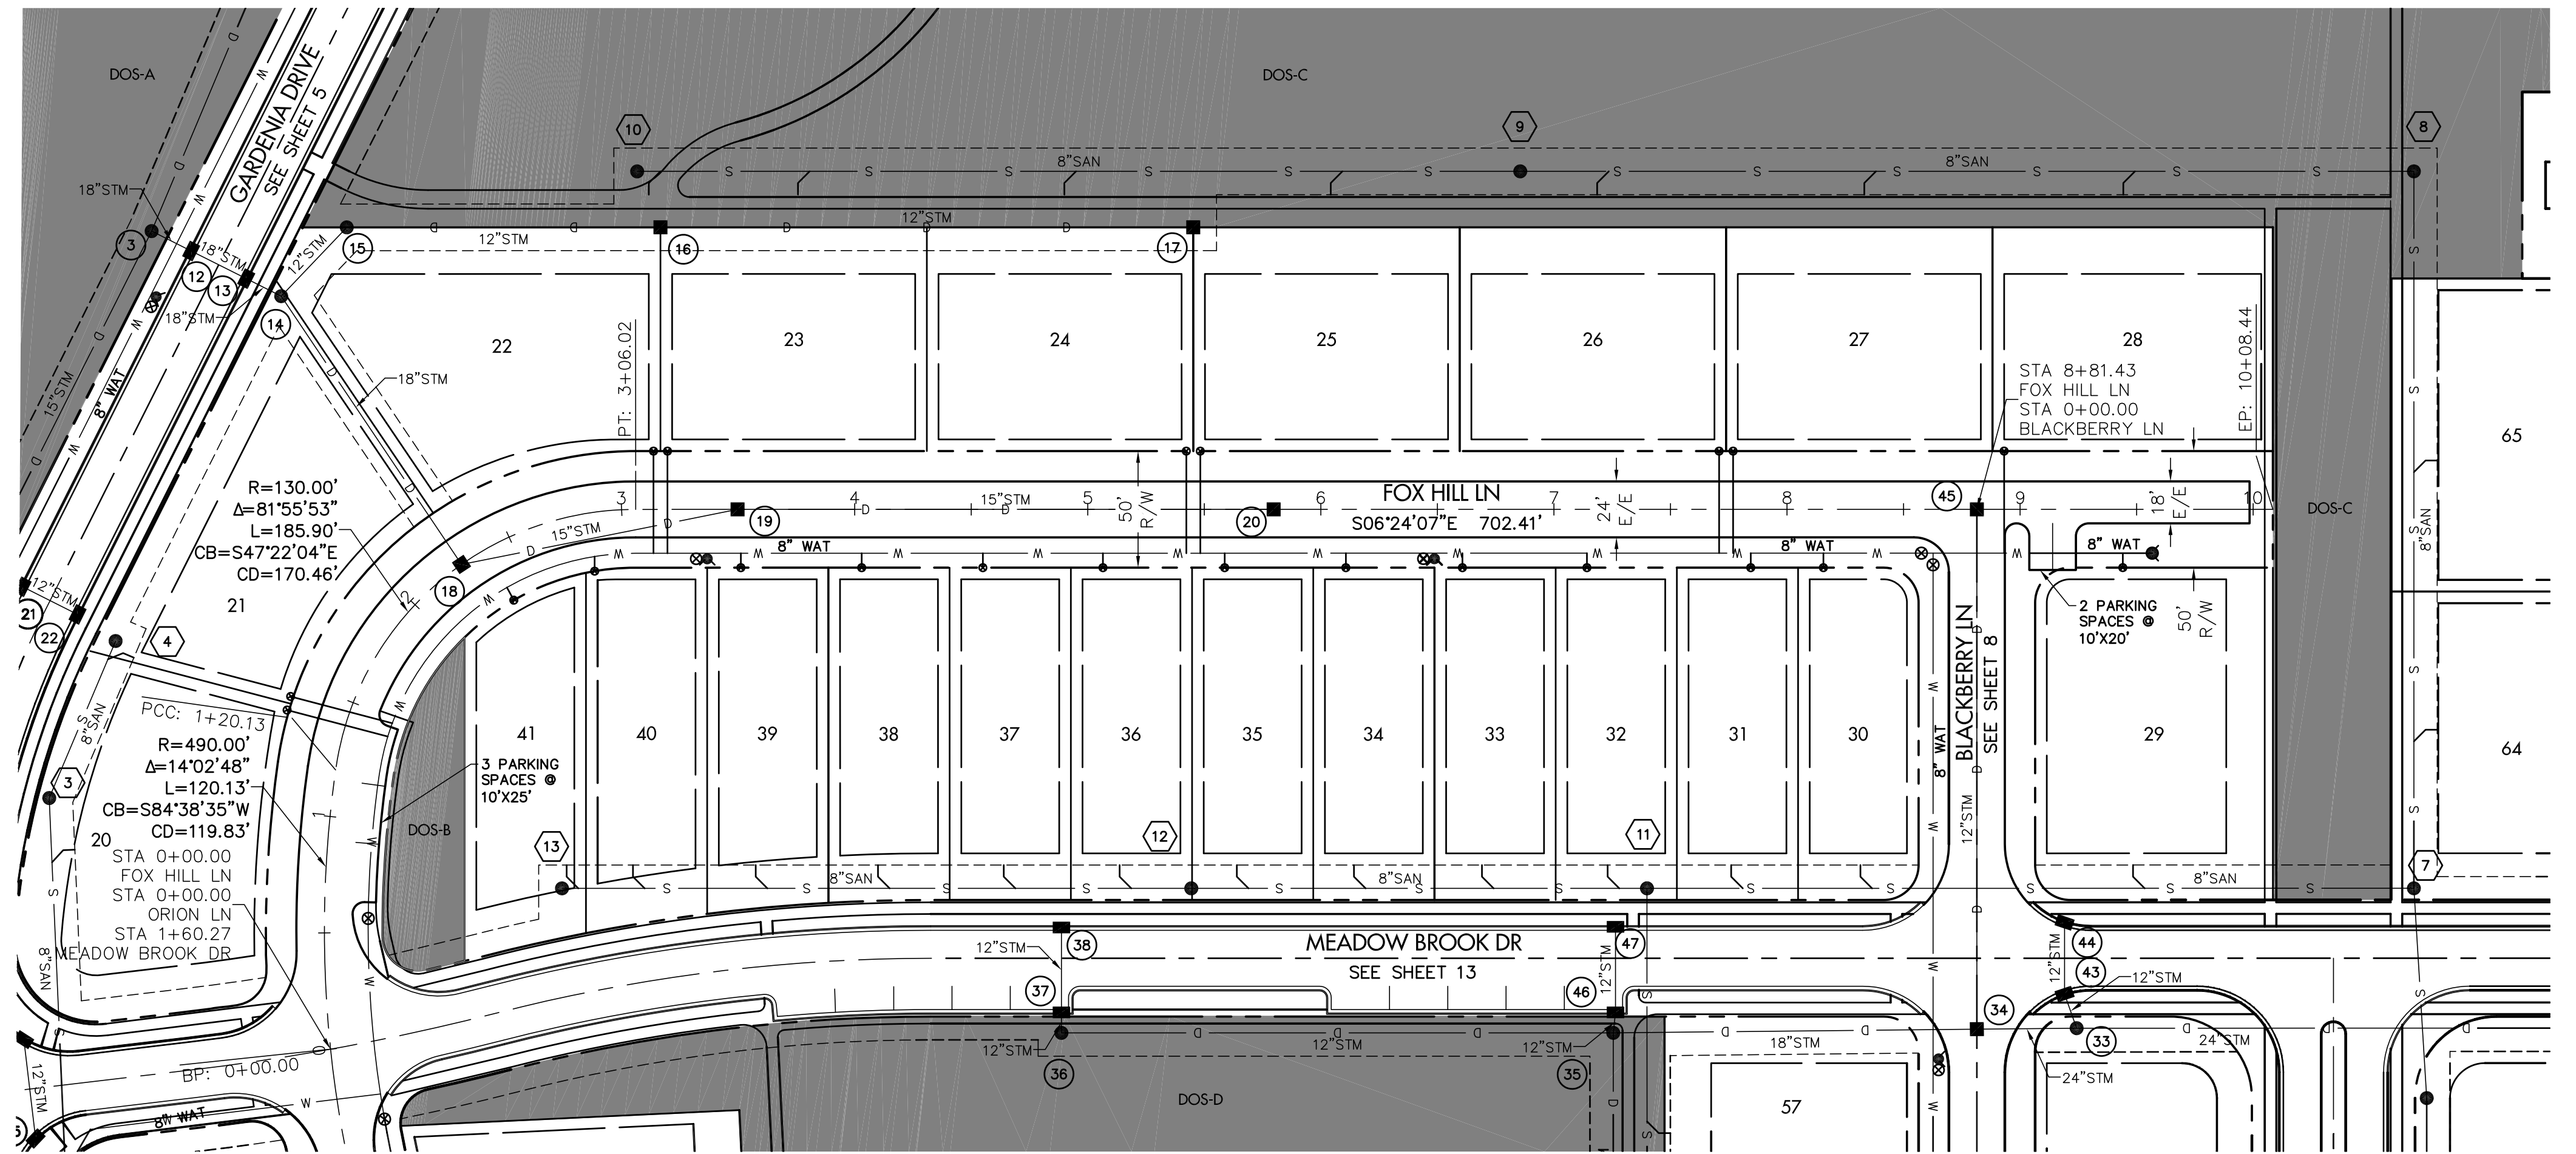 DOS-A
DOS-C
GARDENIA DRIVE
SEE SHEET 5
10
9
8
8"SAN
8"SAN
18"STM
3
18"STM
12"STM
15
12"STM
12"STM
16
17
12
13
18"STM
14
15"STM
8" WAT
18"STM
22
23
24
25
26
27
28
65
PT: 3+06.02
EP: 10+08.44
STA 8+81.43
FOX HILL LN
STA 0+00.00
BLACKBERRY LN
R=130.00'
Δ=81°55'53"
L=185.90'
CB=S47°22'04"E
CD=170.46'
21
3
4
5
6
7
8
9
10
15"STM
15"STM
19
20
18
45
50'
R/W
24'
E/E
18'
E/E
FOX HILL LN
S06°24'07"E 702.41'
8" WAT
8" WAT
8" WAT
DOS-C
8"SAN
2
12"STM
21
22
4
8"SAN
3
PCC: 1+20.13
R=490.00'
Δ=14°02'48"
L=120.13'
CB=S84°38'35"W
CD=119.83'
1
20
STA 0+00.00
FOX HILL LN
STA 0+00.00
ORION LN
STA 1+60.27
MEADOW BROOK DR
8"SAN
3 PARKING
SPACES @
10'X25'
DOS-B
41
40
39
38
37
36
35
34
33
32
31
30
29
64
2 PARKING
SPACES @
10'X20'
50'
R/W
BLACKBERRY LN
SEE SHEET 8
8" WAT
12"STM
13
12
11
7
8"SAN
8"SAN
8"SAN
12"STM
38
37
MEADOW BROOK DR
SEE SHEET 13
47
12"STM
46
44
43
12"STM
12"STM
34
33
24"STM
24"STM
18"STM
12"STM
12"STM
12"STM
36
35
DOS-D
57
BP: 0+00.00
0
8" WAT
12"STM